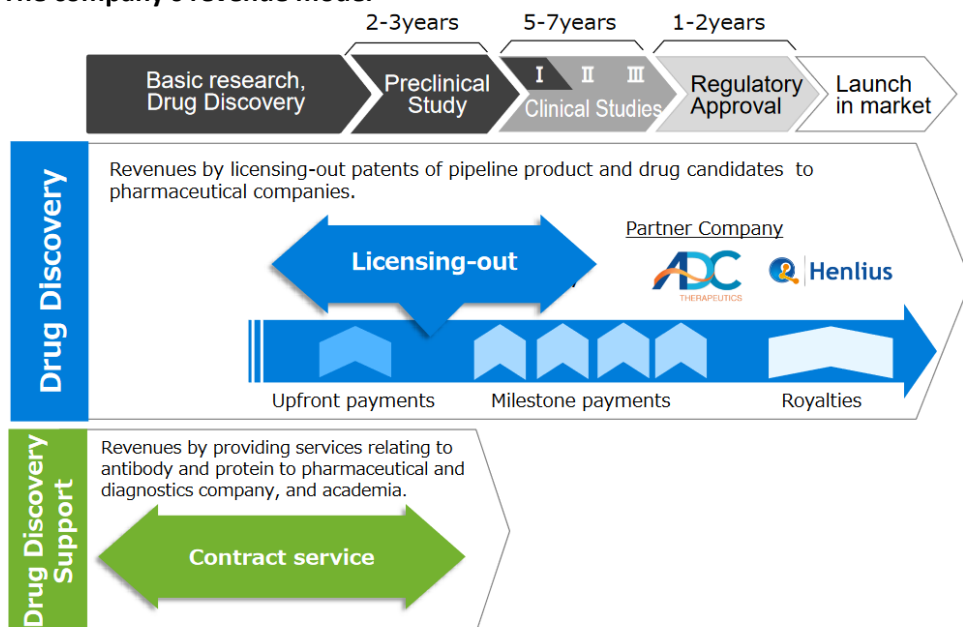 The company's revenue model
2-3years
5-7years
1-2years
Basic research,
Drug Discovery
Preclinical
Study
I II III
Clinical Studies
Regulatory
Approval
Launch
in market
Drug Discovery
Revenues by licensing-out patents of pipeline product and drug candidates to
pharmaceutical companies.
Licensing-out
Partner Company
ADC
THERAPEUTICS
Henlius
Upfront payments
Milestone payments
Royalties
Drug Discovery
Support
Revenues by providing services relating to
antibody and protein to pharmaceutical and
diagnostics company, and academia.
Contract service